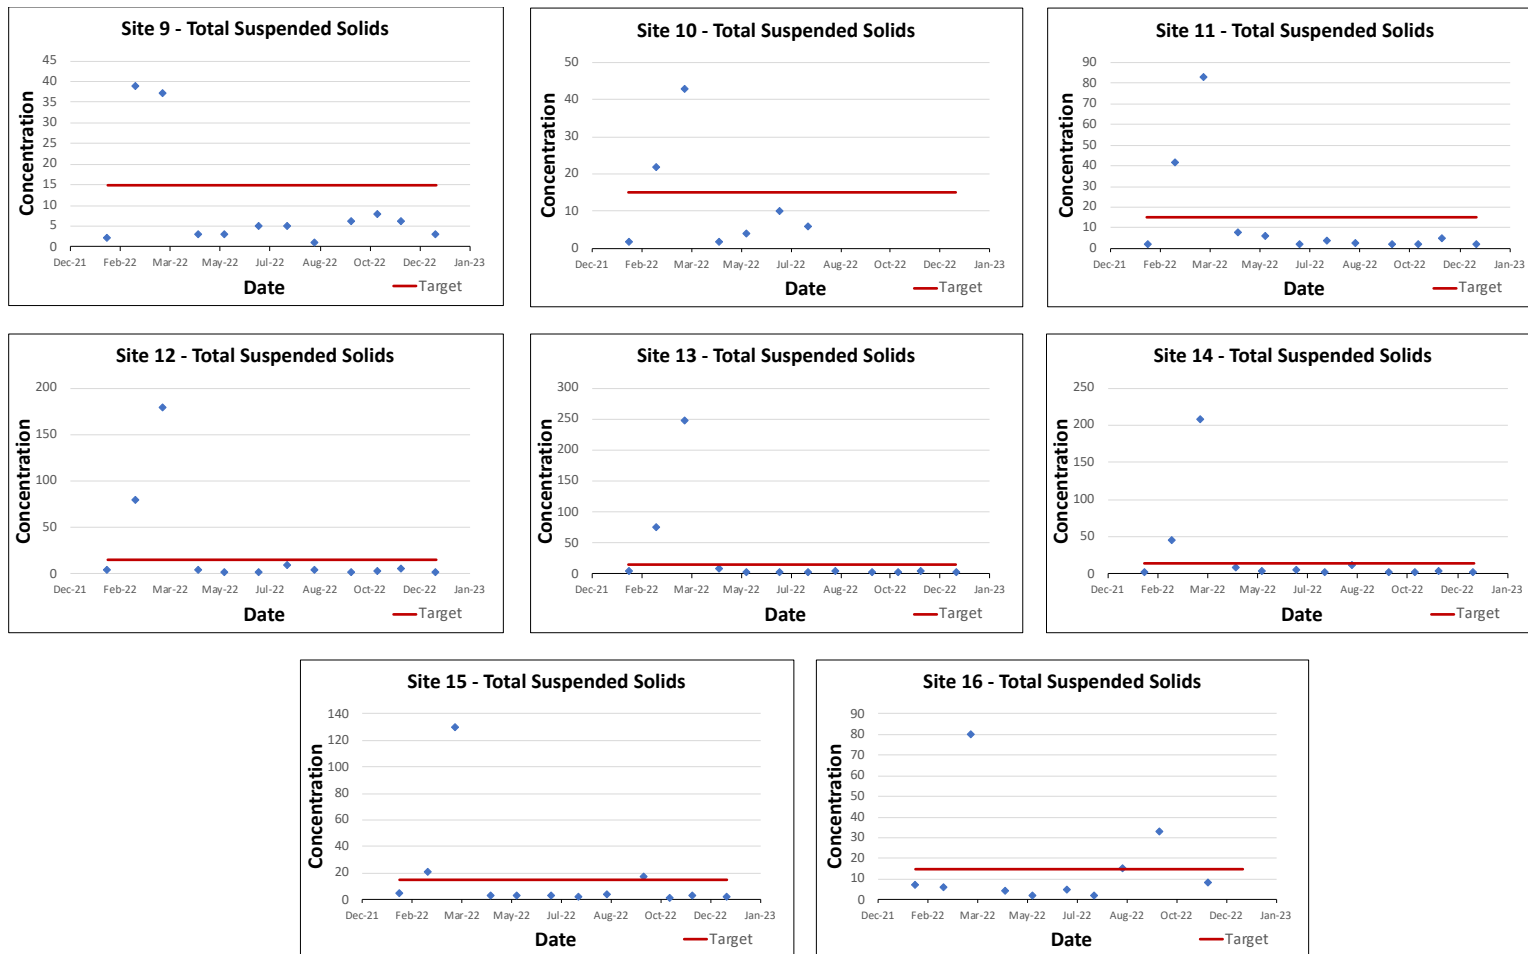 Site 9 - Total Suspended Solids
Concentration
45
40
35
30
25
20
15
10
5
0
Dec-21 Feb-22 Mar-22 May-22 Jul-22 Aug-22 Oct-22 Dec-22 Jan-23
Date
Target
Site 10 - Total Suspended Solids
Concentration
50
40
30
20
10
0
Dec-21 Feb-22 Mar-22 May-22 Jul-22 Aug-22 Oct-22 Dec-22 Jan-23
Date
Target
Site 11 - Total Suspended Solids
Concentration
90
80
70
60
50
40
30
20
10
0
Dec-21 Feb-22 Mar-22 May-22 Jul-22 Aug-22 Oct-22 Dec-22 Jan-23
Date
Target
Site 12 - Total Suspended Solids
Concentration
200
150
100
50
0
Dec-21 Feb-22 Mar-22 May-22 Jul-22 Aug-22 Oct-22 Dec-22 Jan-23
Date
Target
Site 13 - Total Suspended Solids
Concentration
300
250
200
150
100
50
0
Dec-21 Feb-22 Mar-22 May-22 Jul-22 Aug-22 Oct-22 Dec-22 Jan-23
Date
Target
Site 14 - Total Suspended Solids
Concentration
250
200
150
100
50
0
Dec-21 Feb-22 Mar-22 May-22 Jul-22 Aug-22 Oct-22 Dec-22 Jan-23
Date
Target
Site 15 - Total Suspended Solids
Concentration
140
120
100
80
60
40
20
0
Dec-21 Feb-22 Mar-22 May-22 Jul-22 Aug-22 Oct-22 Dec-22 Jan-23
Date
Target
Site 16 - Total Suspended Solids
Concentration
90
80
70
60
50
40
30
20
10
0
Dec-21 Feb-22 Mar-22 May-22 Jul-22 Aug-22 Oct-22 Dec-22 Jan-23
Date
Target